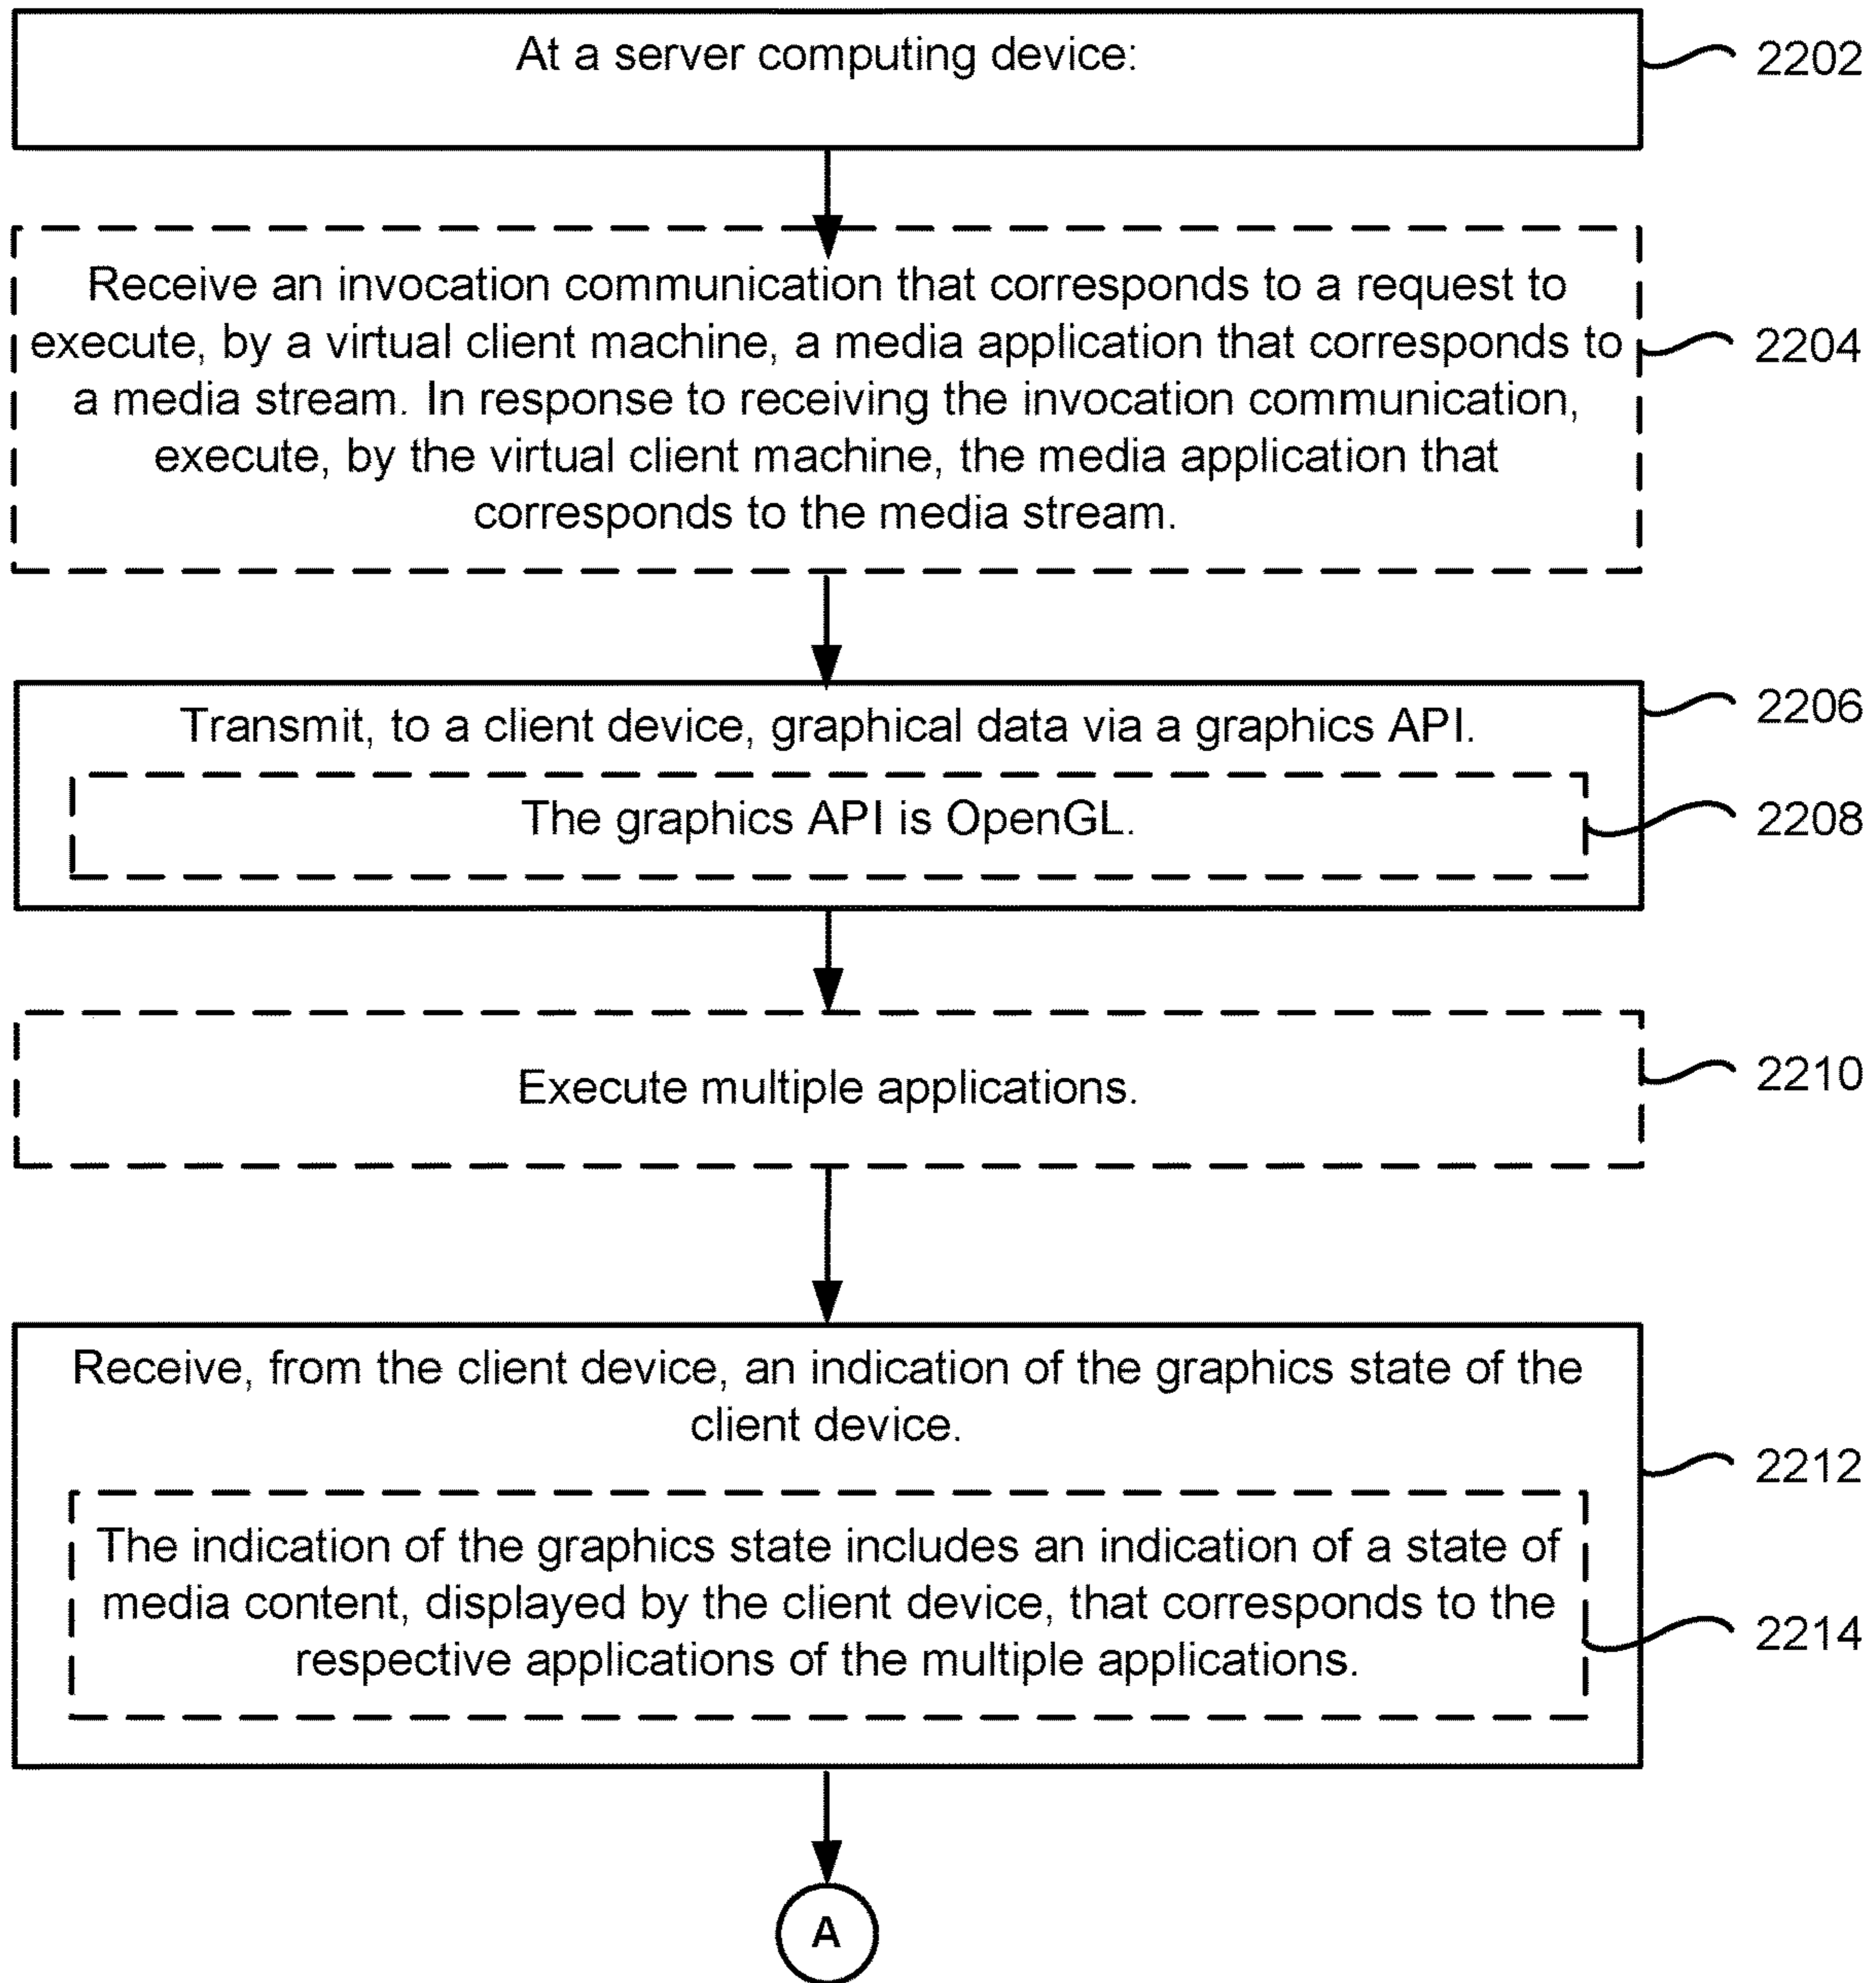 At a server computing device:
2202
Receive an invocation communication that corresponds to a request to
execute, by a virtual client machine, a media application that corresponds to
a media stream. In response to receiving the invocation communication,
execute, by the virtual client machine, the media application that
corresponds to the media stream.
2204
Transmit, to a client device, graphical data via a graphics API.
2206
The graphics API is OpenGL.
2208
Execute multiple applications.
2210
Receive, from the client device, an indication of the graphics state of the
client device.
2212
The indication of the graphics state includes an indication of a state of
media content, displayed by the client device, that corresponds to the
respective applications of the multiple applications.
2214
A